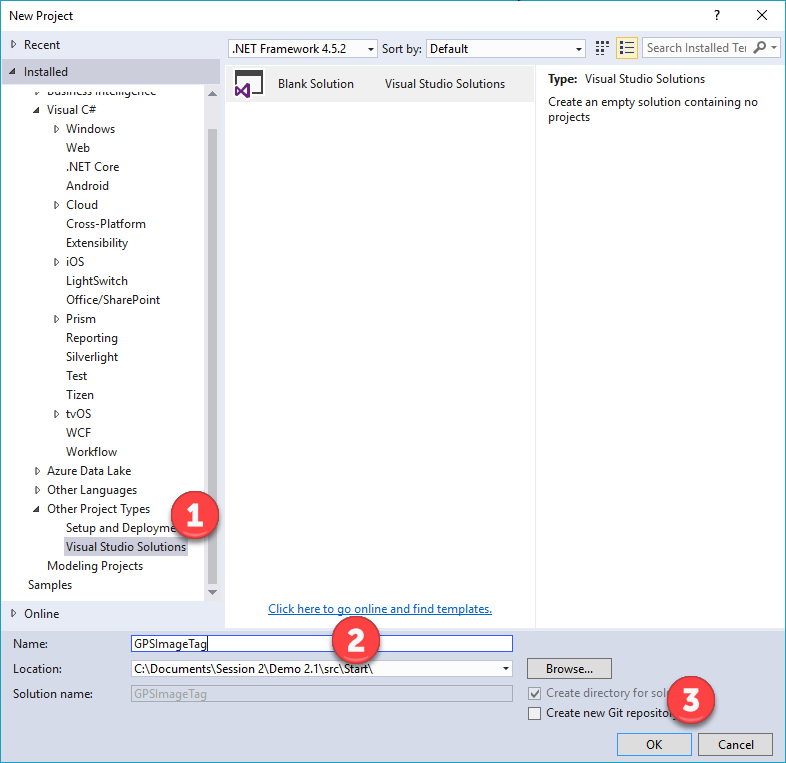 New Project
?
Recent
Installed
.NET Framework 4.5.2
Sort by:
Default
Search Installed Te
Business Intelligence
Visual C#
Windows
Web
.NET Core
Android
Cloud
Cross-Platform
Extensibility
iOS
LightSwitch
Office/SharePoint
Prism
Reporting
Silverlight
Test
Tizen
tvOS
WCF
Workflow
Azure Data Lake
Other Languages
Other Project Types
Setup and Deployme
Visual Studio Solutions
Modeling Projects
Samples
Online
1
Blank Solution Visual Studio Solutions
Type: Visual Studio Solutions
Create an empty solution containing no
projects
Click here to go online and find templates.
Name: GPSImageTag
2
Location: C:\Documents\Session 2\Demo 2.1\src\Start\
Browse...
Solution name: GPSImageTag
Create directory for sol
Create new Git repository
3
OK Cancel